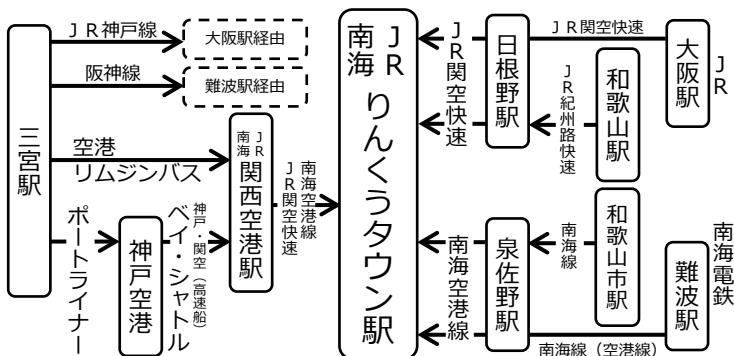 三宮駅
ＪＲ神戸線
大阪駅経由
阪神線
難波駅経由
空港
リムジンバス
ポートライナー
神戸空港
神戸・関空（高速船）
ベイ・シャトル
ＪＲ
南海
関西空港駅
南海空港線
ＪＲ関空快速
ＪＲ
南海
りんくうタウン駅
ＪＲ関空快速
日根野駅
ＪＲ関空快速
大阪駅
ＪＲ
ＪＲ紀州路快速
和歌山駅
南海空港線
泉佐野駅
南海線
和歌山市駅
南海線（空港線）
難波駅
南海電鉄